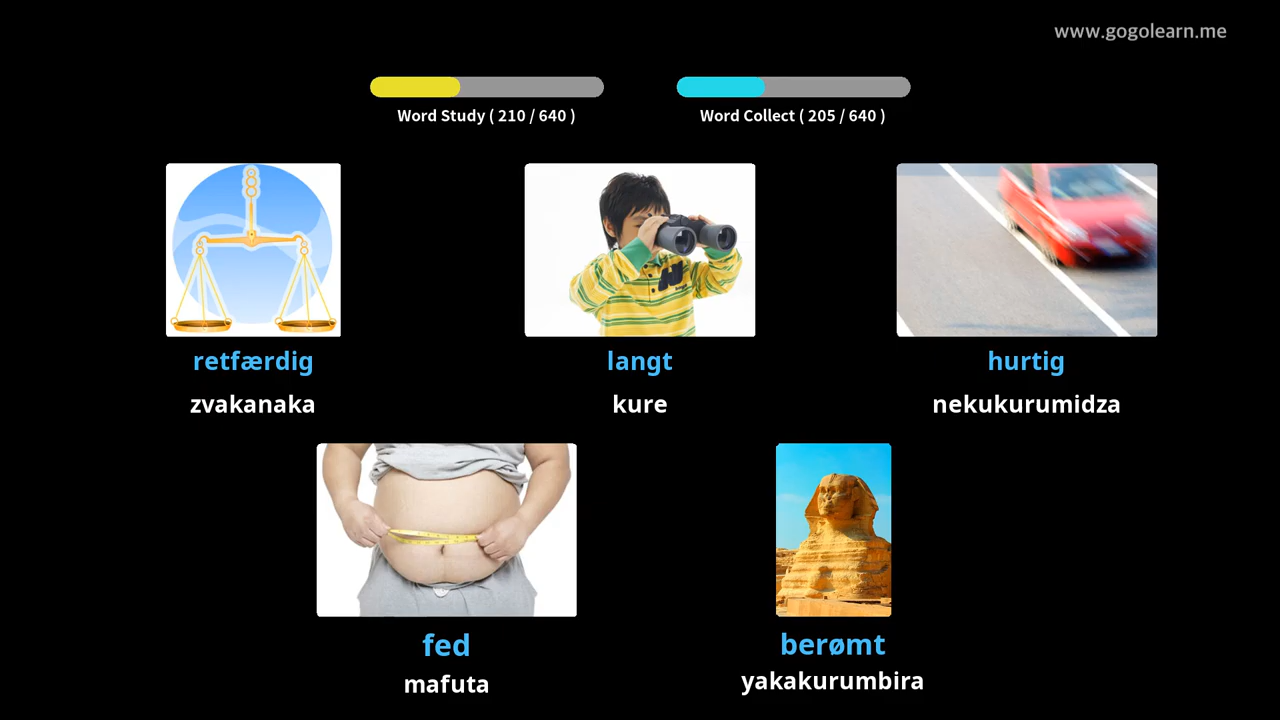 www.gogolearn.me
Word Study ( 210 / 640 )
Word Collect ( 205 / 640 )
retfærdig
zvakanaka
langt
kure
hurtig
nekukurumidza
fed
mafuta
berømt
yakakurumbira